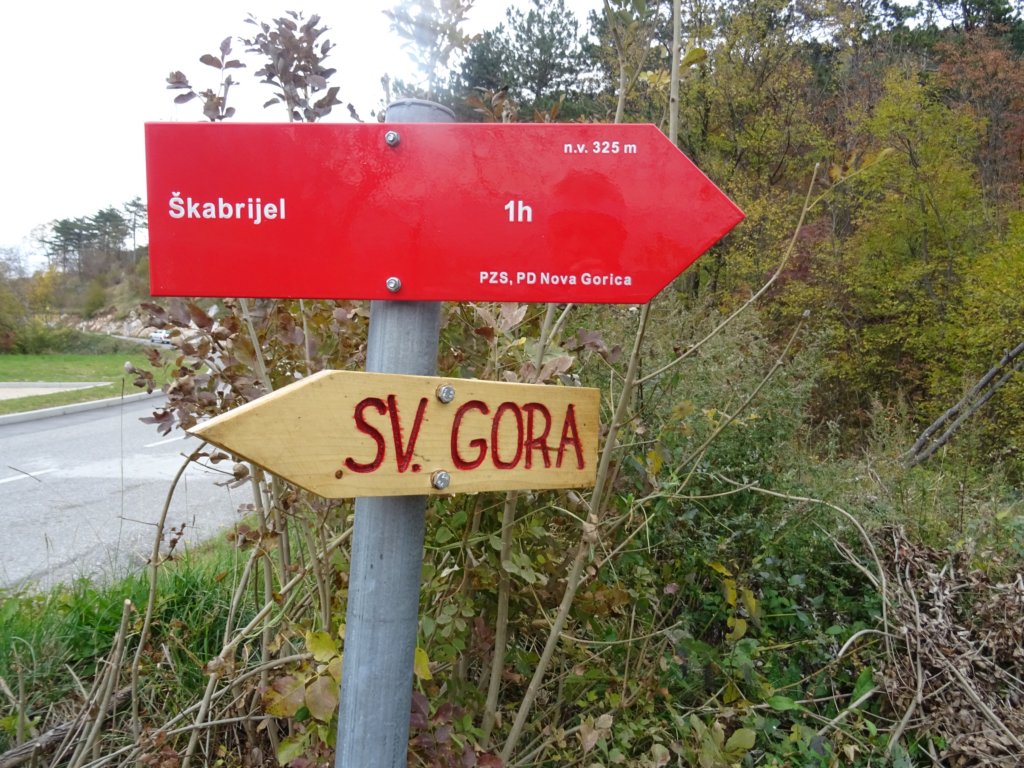 n.v. 325 m
Škabrijel 1h
PZS, PD Nova Gorica
SV. GORA